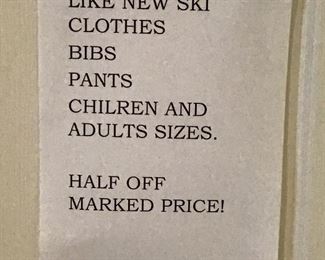 LIKE NEW SKI
CLOTHES
BIBS
PANTS
CHILREN AND
ADULTS SIZES.
HALF OFF
MARKED PRICE!